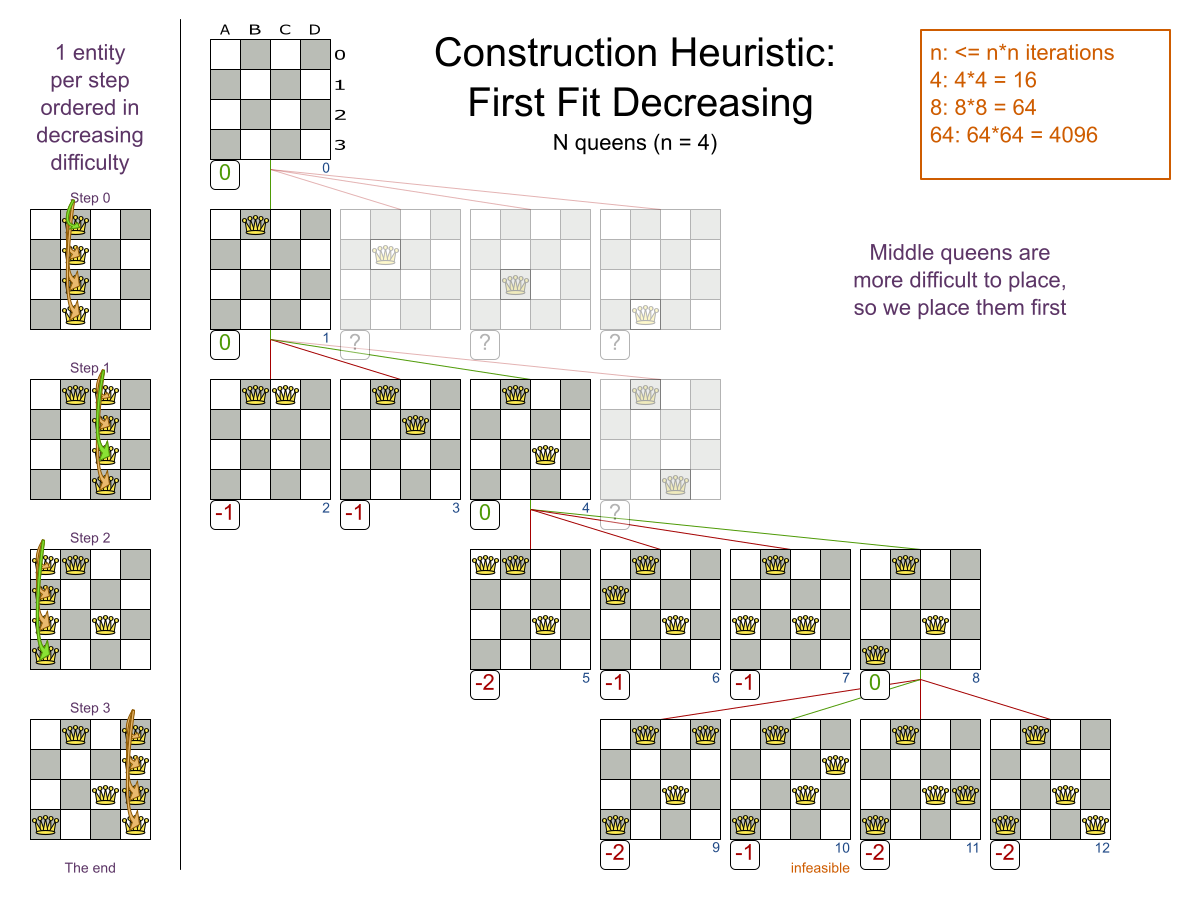 1 entity
per step
ordered in
decreasing
difficulty
A B C D
0
1
2
3
0
0
Construction Heuristic:
First Fit Decreasing
N queens (n = 4)
n: <= n*n iterations
4: 4*4 = 16
8: 8*8 = 64
64: 64*64 = 4096
Step 0
0
1
?
?
?
Middle queens are
more difficult to place,
so we place them first
Step 1
-1
2
-1
3
0
4
?
Step 2
-2
5
-1
6
-1
7
0
8
Step 3
-2
9
-1
10
infeasible
-2
11
-2
12
The end